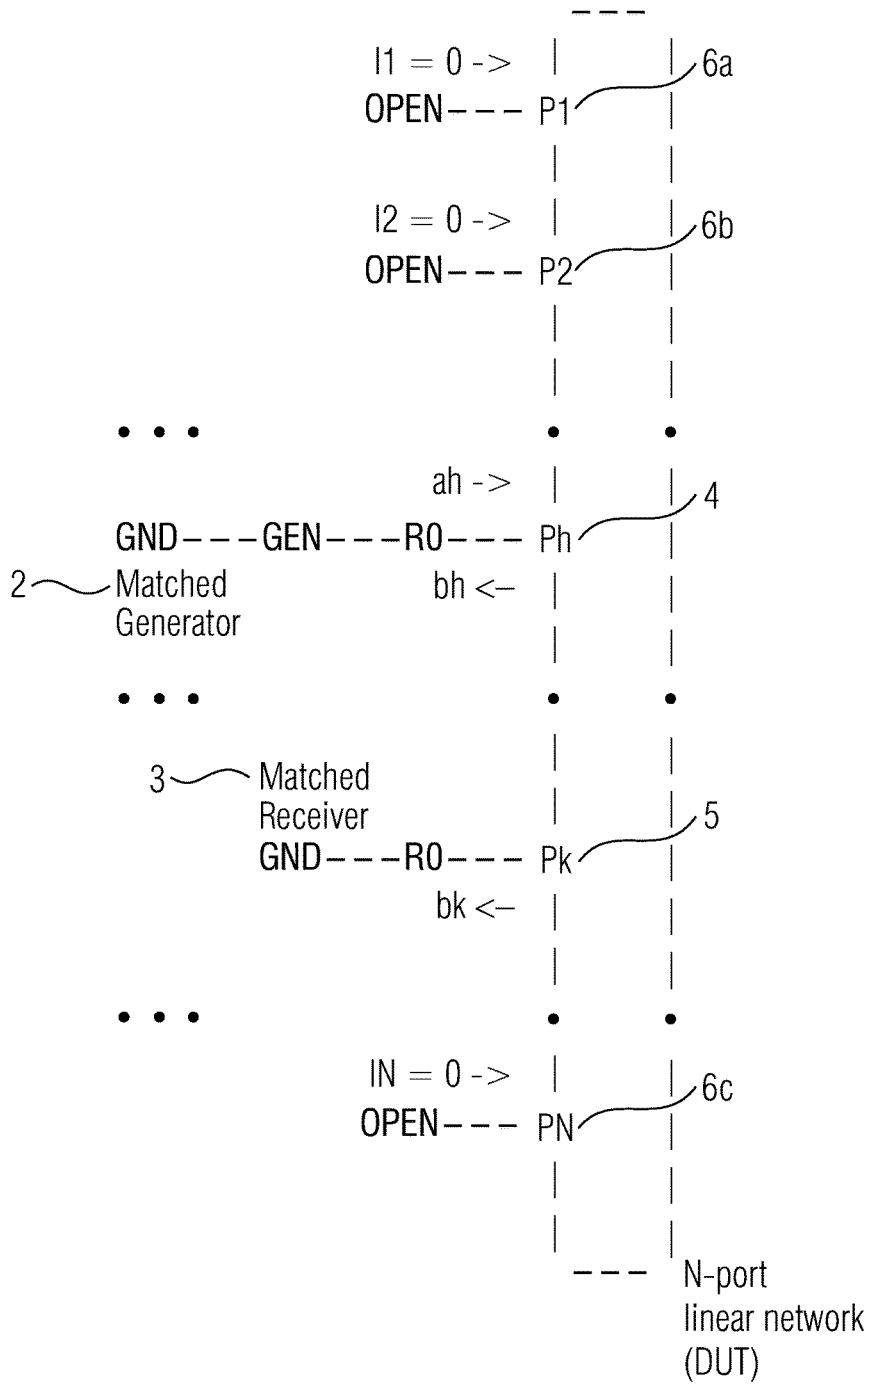 I1 = 0 ->
6a
OPEN--- P1
I2 = 0 ->
6b
OPEN--- P2
• • •
ah ->
4
GND---GEN---R0--- Ph
2
Matched
Generator
bh <-
• • •
3
Matched
Receiver
5
GND---R0--- Pk
bk <-
• • •
IN = 0 ->
6c
OPEN--- PN
N-port
linear network
(DUT)